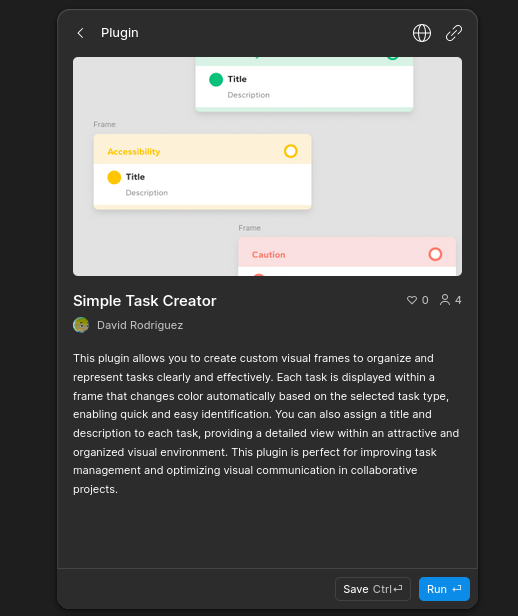 Plugin
Title
Description
Frame
Accessibility
Title
Description
Frame
Caution
Simple Task Creator
0
4
David Rodriguez
This plugin allows you to create custom visual frames to organize and
represent tasks clearly and effectively. Each task is displayed within a
frame that changes color automatically based on the selected task type,
enabling quick and easy identification. You can also assign a title and
description to each task, providing a detailed view within an attractive and
organized visual environment. This plugin is perfect for improving task
management and optimizing visual communication in collaborative
projects.
Save Ctrl↵
Run ↵